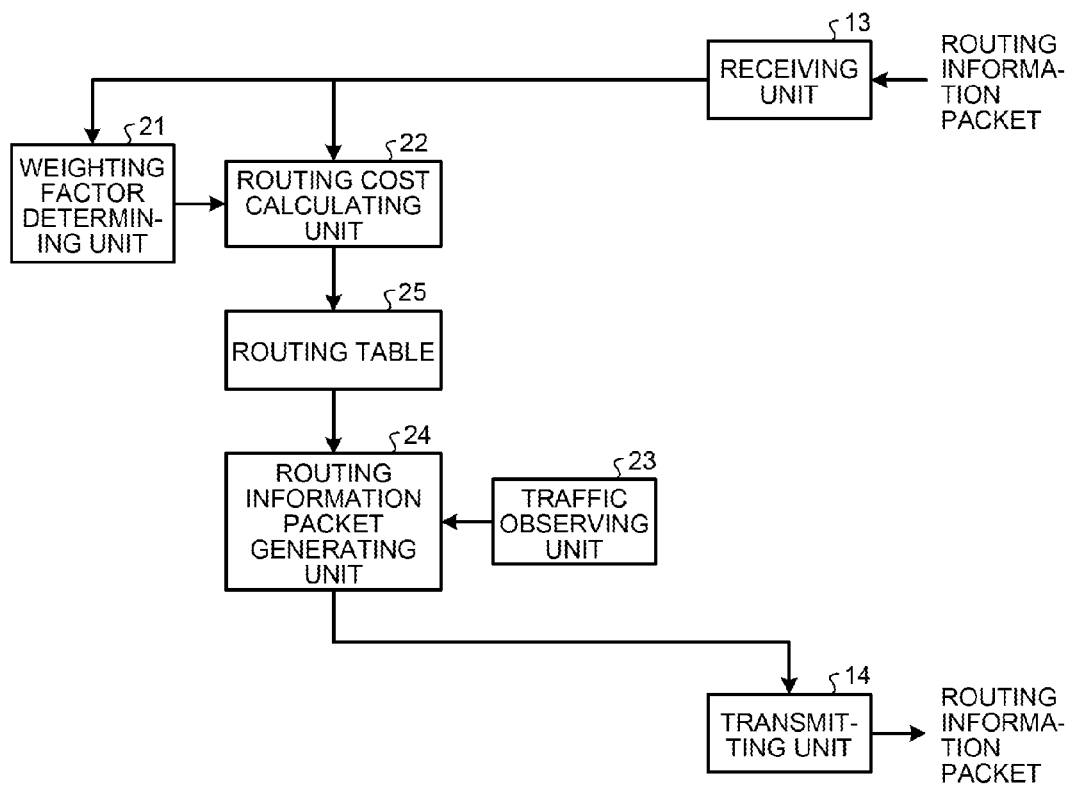 13
RECEIVING
UNIT
ROUTING
INFORMA-
TION
PACKET
21
WEIGHTING
FACTOR
DETERMIN-
ING UNIT
22
ROUTING COST
CALCULATING
UNIT
25
ROUTING TABLE
24
ROUTING
INFORMATION
PACKET
GENERATING
UNIT
23
TRAFFIC
OBSERVING
UNIT
14
TRANSMIT-
TING UNIT
ROUTING
INFORMA-
TION
PACKET